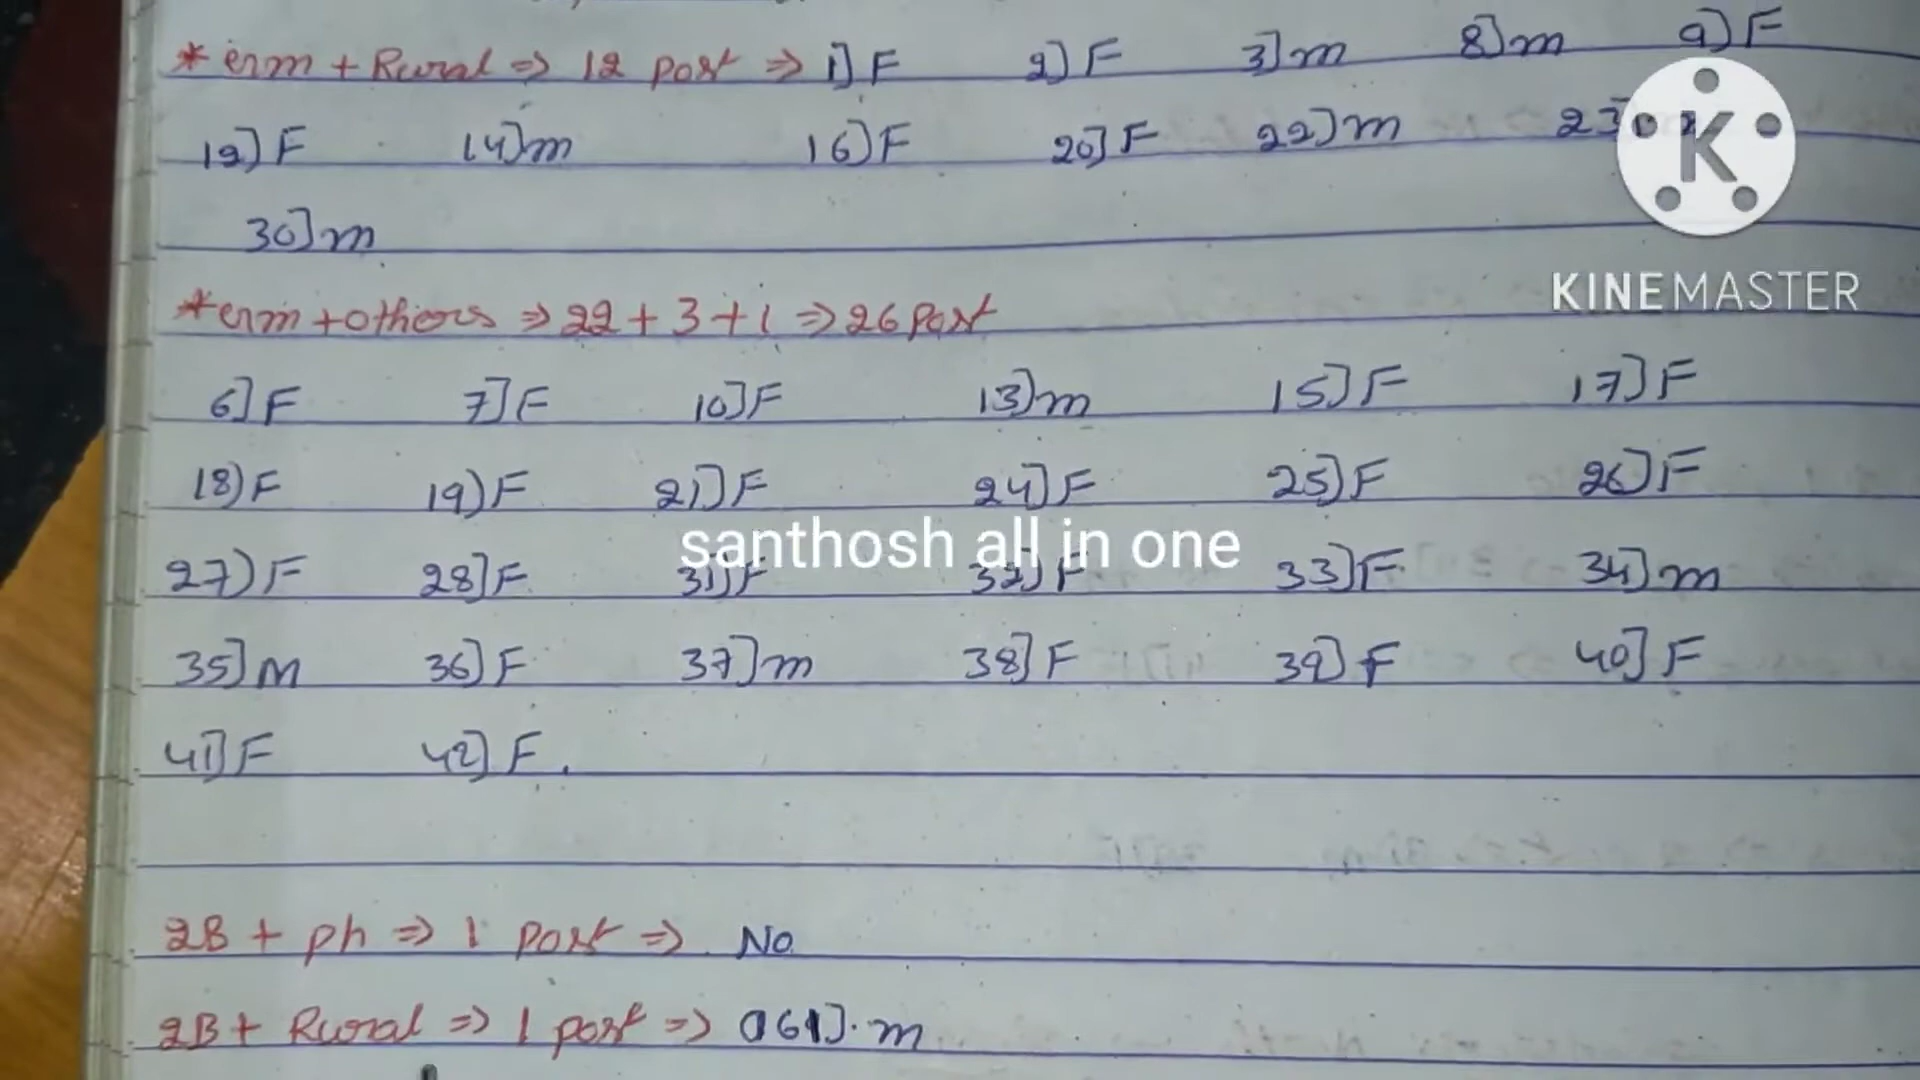 * erm + Rural => 12 post => 1] F 2] F 3] m 8] m 9) F
12) F 14) m 16) F 20] F 22) m 23
30] m
KINEMASTER
* erm + others => 22 + 3 + 1 => 26 Post
6] F 7] F 10] F 13) m 15] F 17] F
18) F 19) F 21] F 24] F 25] F 26] F
santhosh all in one
27) F 28] F 31] F 32] F 33] F 34] m
35] m 36] F 37] m 38] F 39] F 40] F
41] F 42] F.
2B + ph => 1 post => No
2B + Rural => 1 post => m